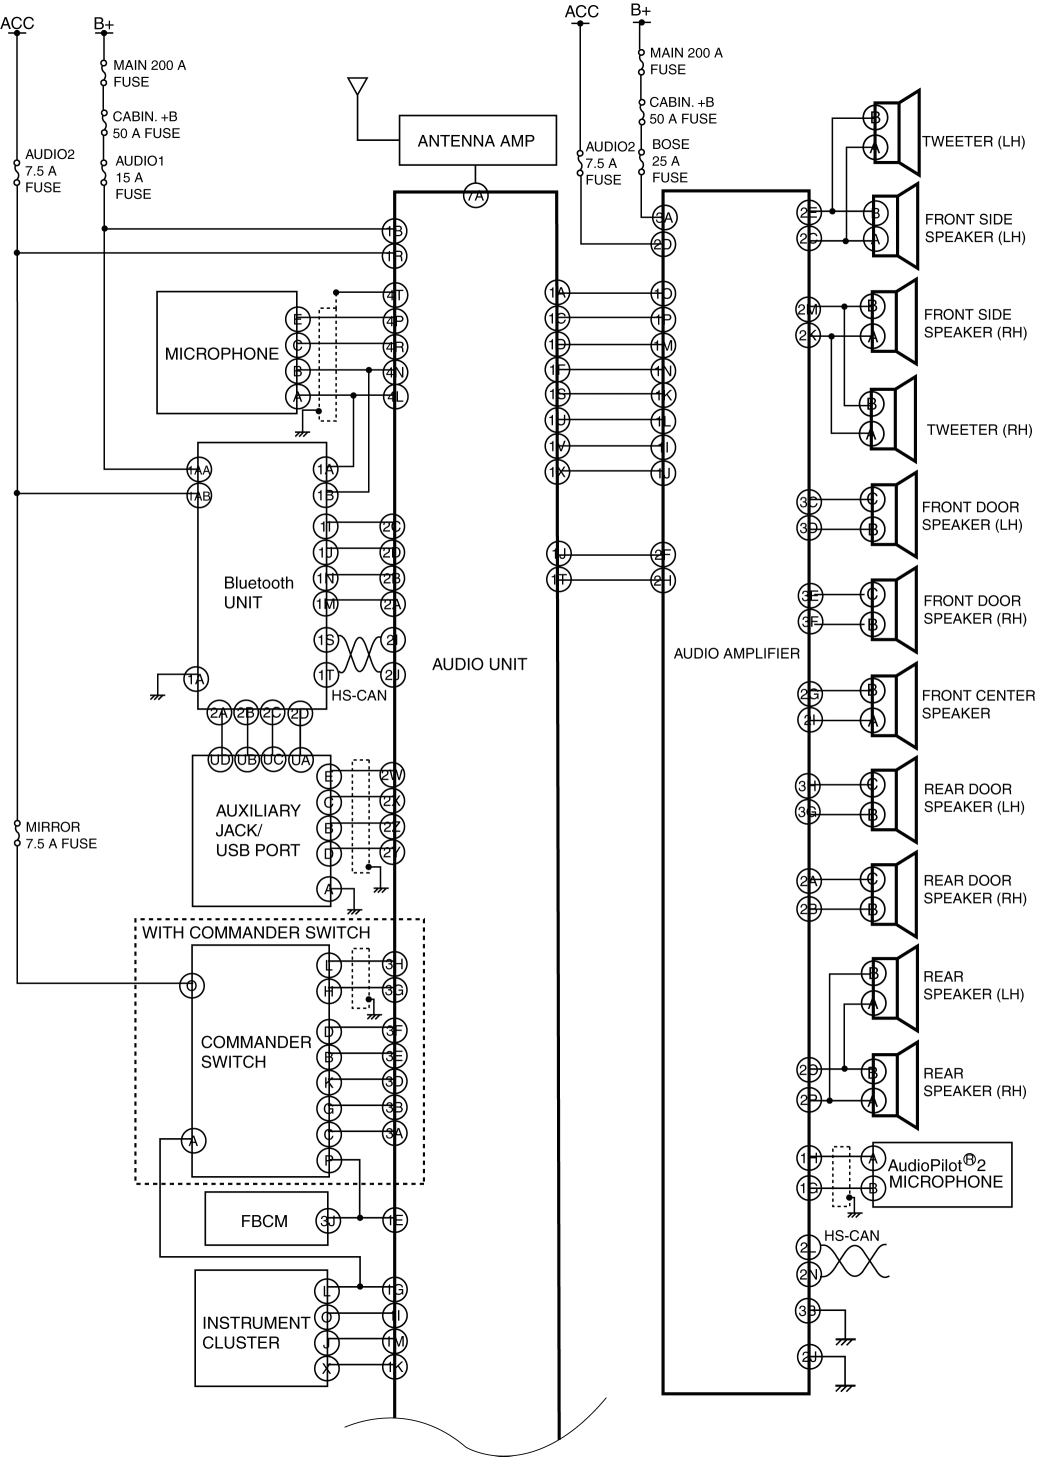 ACC
B+
MAIN 200 A
FUSE
CABIN. +B
50 A FUSE
AUDIO2
7.5 A
FUSE
AUDIO1
15 A
FUSE
ANTENNA AMP
7A
ACC
B+
MAIN 200 A
FUSE
CABIN. +B
50 A FUSE
AUDIO2
7.5 A
FUSE
BOSE
25 A
FUSE
1B
1R
4T
4P
4R
4N
4L
MICROPHONE
E
C
B
A
1AA
1AB
Bluetooth
UNIT
1A
1B
1I
1J
1N
1M
1S
1T
2C
2D
2B
2A
2I
2J
HS-CAN
1A
2A
2B
2C
2D
UD
UB
UC
UA
AUXILIARY
JACK/
USB PORT
E
C
B
D
A
2W
2X
2Z
2Y
MIRROR
7.5 A FUSE
WITH COMMANDER SWITCH
COMMANDER
SWITCH
O
A
L
H
D
B
K
G
C
P
3H
3G
3F
3E
3D
3B
3A
FBCM
3J
1E
INSTRUMENT
CLUSTER
L
O
J
X
1G
1I
1M
1K
AUDIO UNIT
1A
1C
1D
1F
1S
1U
1V
1X
1J
1T
3A
2D
1O
1P
1M
1N
1K
1L
1I
1J
2F
2H
AUDIO AMPLIFIER
2E
2C
B
A
TWEETER (LH)
B
A
FRONT SIDE
SPEAKER (LH)
2M
2K
B
A
FRONT SIDE
SPEAKER (RH)
B
A
TWEETER (RH)
3C
3D
C
B
FRONT DOOR
SPEAKER (LH)
3E
3F
C
B
FRONT DOOR
SPEAKER (RH)
2G
2I
B
A
FRONT CENTER
SPEAKER
3H
3G
C
B
REAR DOOR
SPEAKER (LH)
2A
2B
C
B
REAR DOOR
SPEAKER (RH)
B
A
REAR
SPEAKER (LH)
2P
B
A
REAR
SPEAKER (RH)
1H
1G
A
B
AudioPilot®2
MICROPHONE
2L
2N
HS-CAN
3B
2J